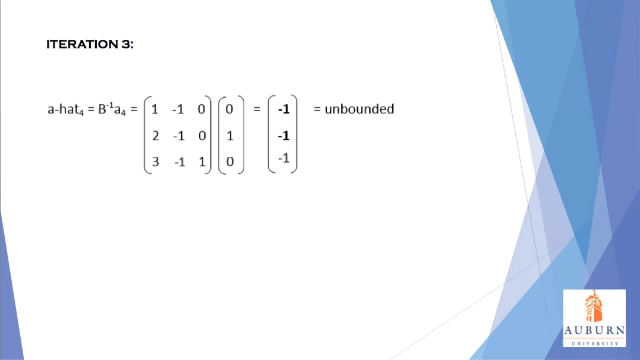 ITERATION 3:
a-hat₄ = B⁻¹a₄ = 1 -1 0 0 = -1 = unbounded
2 -1 0 1 -1
3 -1 1 0 -1
AUBURN
UNIVERSITY